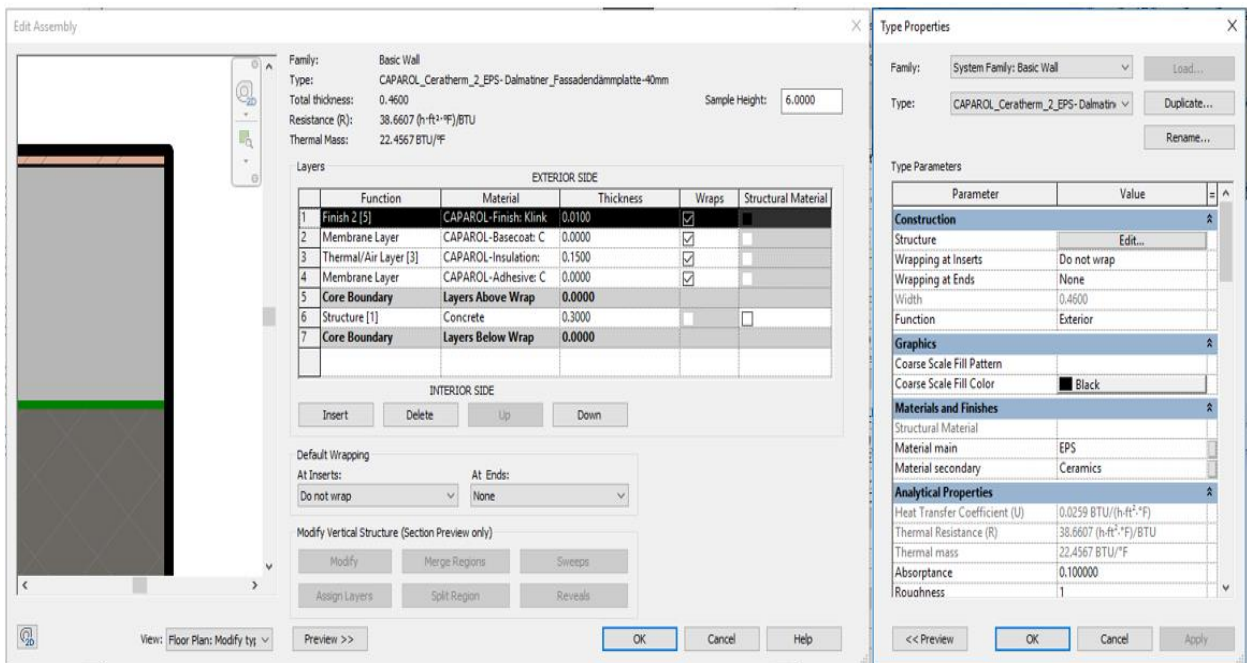 Edit Assembly
Family: Basic Wall
Type: CAPAROL_Ceratherm_2_EPS- Dalmatiner_Fassadendämmplatte-40mm
Total thickness: 0.4600
Sample Height: 6.0000
Resistance (R): 38.6607 (h·ft²·°F)/BTU
Thermal Mass: 22.4567 BTU/°F
Layers
EXTERIOR SIDE
Function Material Thickness Wraps Structural Material
1 Finish 2 [5] CAPAROL-Finish: Klink 0.0100
2 Membrane Layer CAPAROL-Basecoat: C 0.0000
3 Thermal/Air Layer [3] CAPAROL-Insulation: 0.1500
4 Membrane Layer CAPAROL-Adhesive: C 0.0000
5 Core Boundary Layers Above Wrap 0.0000
6 Structure [1] Concrete 0.3000
7 Core Boundary Layers Below Wrap 0.0000
INTERIOR SIDE
Insert Delete Up Down
Default Wrapping
At Inserts: At Ends:
Do not wrap None
Modify Vertical Structure (Section Preview only)
Modify Merge Regions Sweeps
Assign Layers Split Region Reveals
View: Floor Plan: Modify ty Preview >> OK Cancel Help
Type Properties
Family: System Family: Basic Wall Load...
Type: CAPAROL_Ceratherm_2_EPS- Dalmatin Duplicate...
Rename...
Type Parameters
Parameter Value =
Construction
Structure Edit...
Wrapping at Inserts Do not wrap
Wrapping at Ends None
Width 0.4600
Function Exterior
Graphics
Coarse Scale Fill Pattern
Coarse Scale Fill Color Black
Materials and Finishes
Structural Material
Material main EPS
Material secondary Ceramics
Analytical Properties
Heat Transfer Coefficient (U) 0.0259 BTU/(h·ft²·°F)
Thermal Resistance (R) 38.6607 (h·ft²·°F)/BTU
Thermal mass 22.4567 BTU/°F
Absorptance 0.100000
Roughness 1
<< Preview OK Cancel Apply